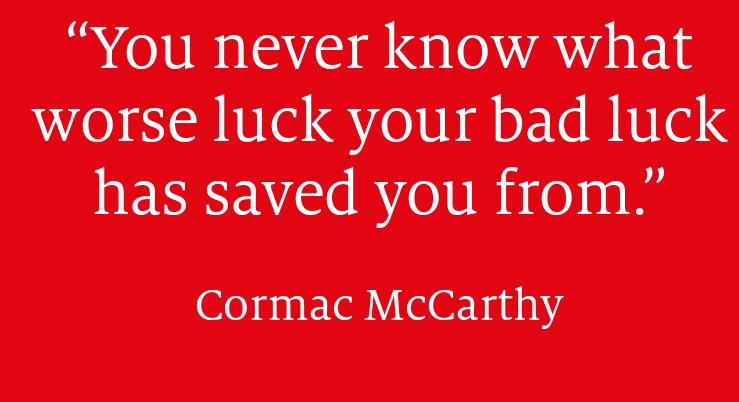 “You never know what
worse luck your bad luck
has saved you from.”
Cormac McCarthy